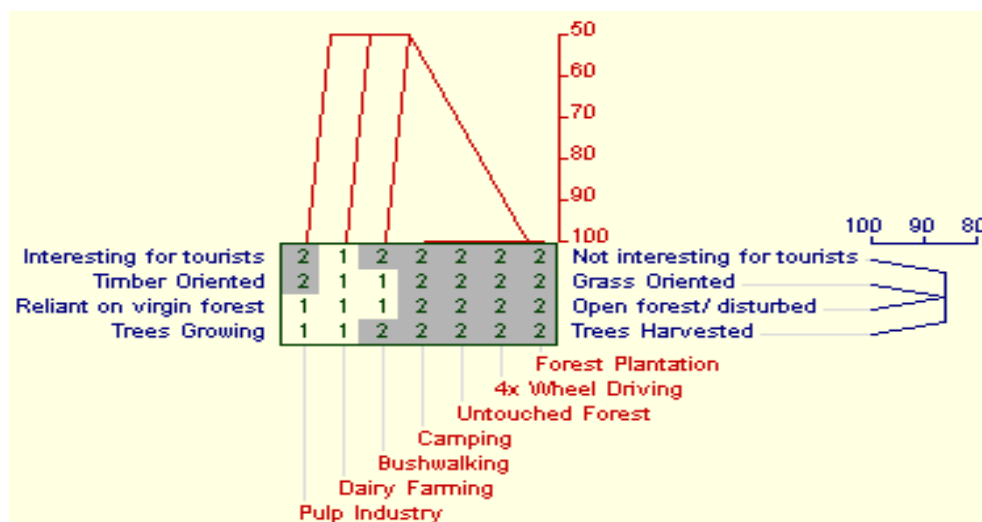 50
60
70
80
90
100
100 90 80
Interesting for tourists 2 1 2 2 2 2 2 Not interesting for tourists
Timber Oriented 2 1 1 2 2 2 2 Grass Oriented
Reliant on virgin forest 1 1 1 2 2 2 2 Open forest/ disturbed
Trees Growing 1 1 2 2 2 2 2 Trees Harvested
Forest Plantation
4x Wheel Driving
Untouched Forest
Camping
Bushwalking
Dairy Farming
Pulp Industry